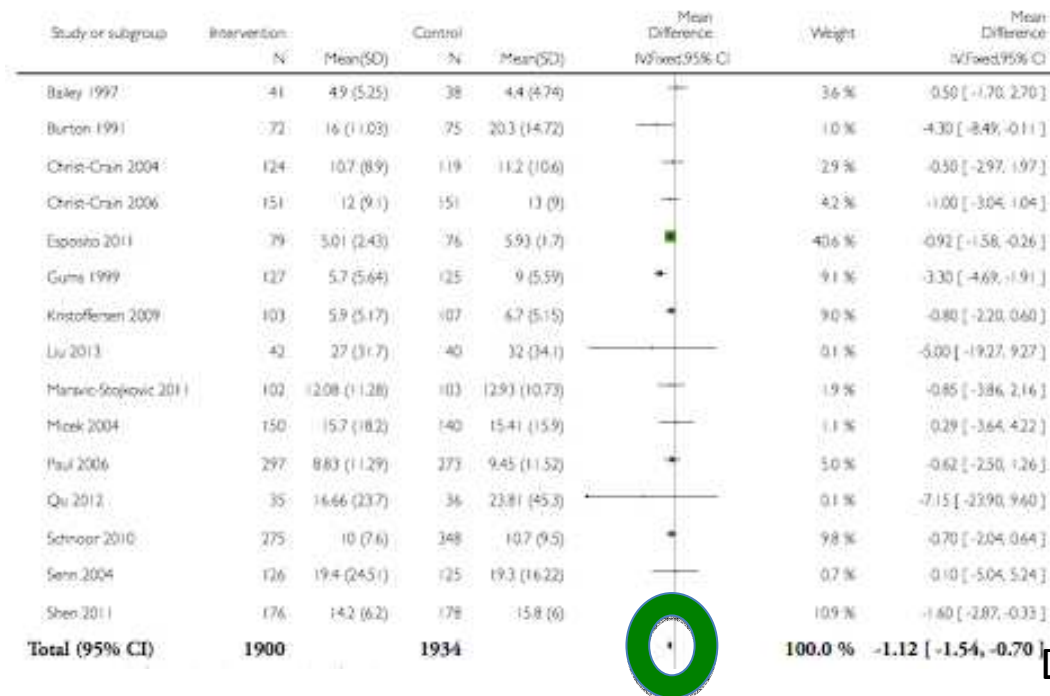 Study or subgroup Intervention Control Mean Difference Weight Mean Difference
N Mean(SD) N Mean(SD) IV,Fixed,95% CI IV,Fixed,95% CI
Bailey 1997 41 4.9 (5.25) 38 4.4 (4.74) 3.6 % 0.50 [ -1.70, 2.70 ]
Burton 1991 72 16 (11.03) 75 20.3 (14.72) 1.0 % -4.30 [ -8.49, -0.11 ]
Christ-Crain 2004 124 10.7 (8.9) 119 11.2 (10.6) 2.9 % -0.50 [ -2.97, 1.97 ]
Christ-Crain 2006 151 12 (9.1) 151 13 (9) 4.2 % -1.00 [ -3.04, 1.04 ]
Esposito 2011 79 5.01 (2.43) 76 5.93 (1.7) 40.6 % -0.92 [ -1.58, -0.26 ]
Gums 1999 127 5.7 (5.64) 125 9 (5.59) 9.1 % -3.30 [ -4.69, -1.91 ]
Kristoffersen 2009 103 5.9 (5.17) 107 6.7 (5.15) 9.0 % -0.80 [ -2.20, 0.60 ]
Liu 2013 42 27 (31.7) 40 32 (34.1) 0.1 % -5.00 [ -19.27, 9.27 ]
Maravic-Stojkovic 2011 102 12.08 (11.28) 103 12.93 (10.73) 1.9 % -0.85 [ -3.86, 2.16 ]
Micek 2004 150 15.7 (18.2) 140 15.41 (15.9) 1.1 % 0.29 [ -3.64, 4.22 ]
Paul 2006 297 8.83 (11.29) 273 9.45 (11.52) 5.0 % -0.62 [ -2.50, 1.26 ]
Qu 2012 35 16.66 (23.7) 36 23.81 (45.3) 0.1 % -7.15 [ -23.90, 9.60 ]
Schnoor 2010 275 10 (7.6) 348 10.7 (9.5) 9.8 % -0.70 [ -2.04, 0.64 ]
Senn 2004 126 19.4 (24.51) 125 19.3 (16.22) 0.7 % 0.10 [ -5.04, 5.24 ]
Shen 2011 176 14.2 (6.2) 178 15.8 (6) 10.9 % -1.60 [ -2.87, -0.33 ]
Total (95% CI) 1900 1934 100.0 % -1.12 [ -1.54, -0.70 ]